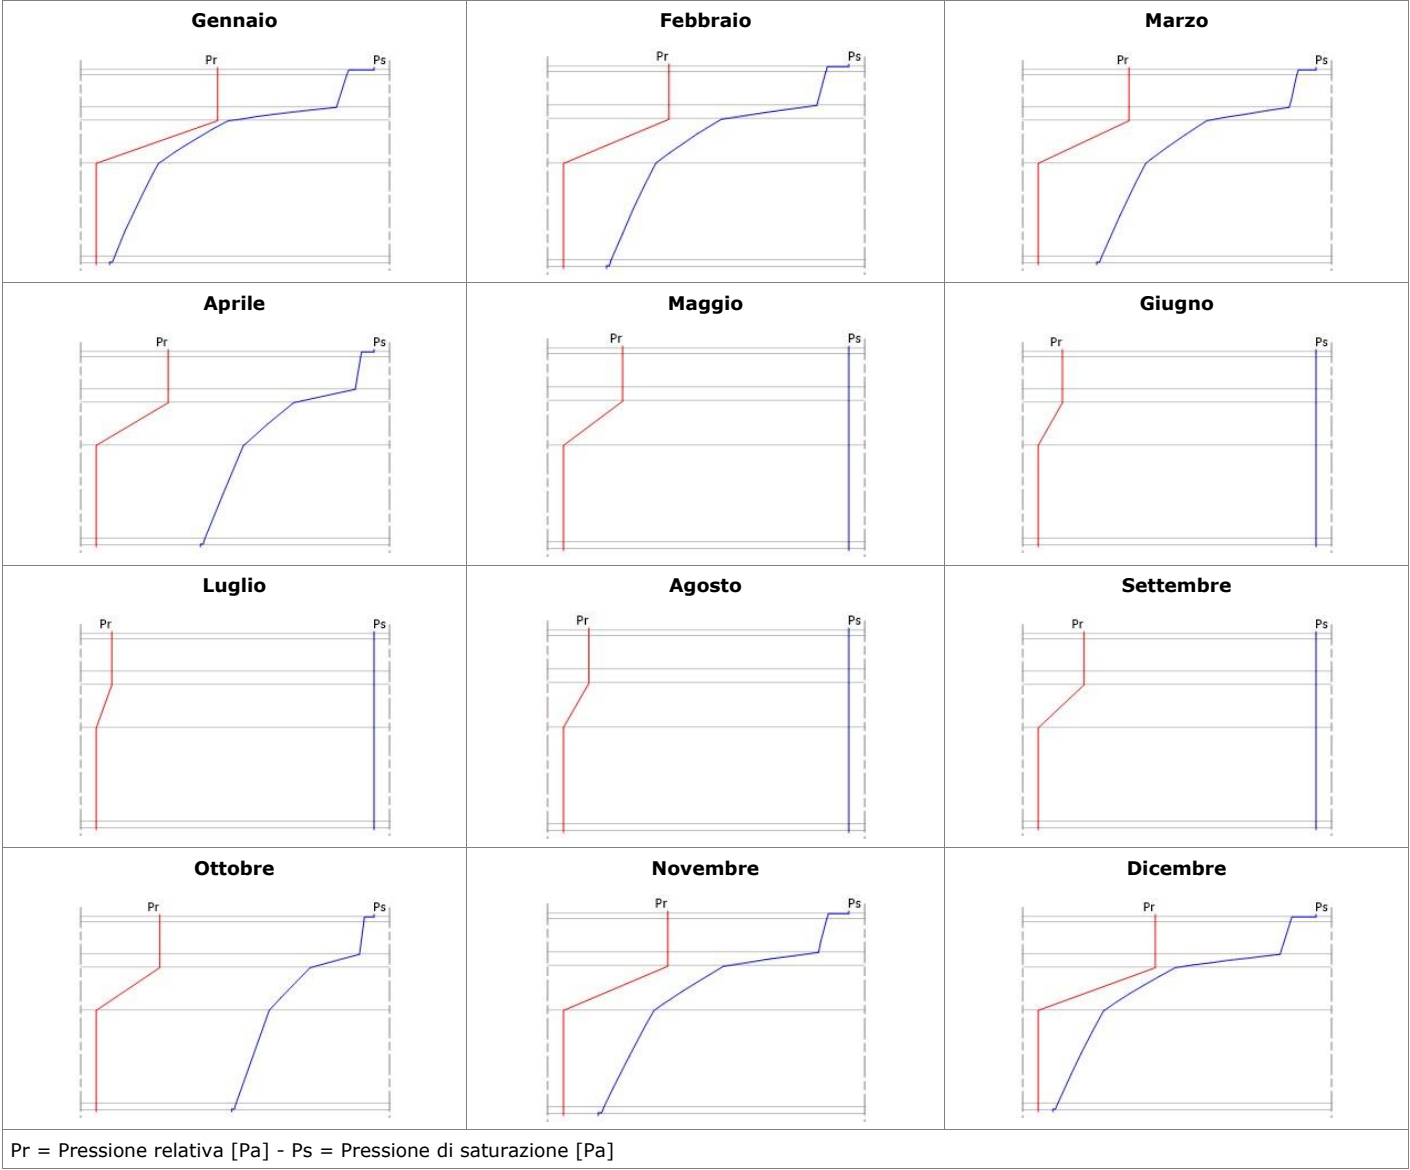 Gennaio
Febbraio
Marzo
Pr
Ps
Pr
Ps
Pr
Ps
Aprile
Maggio
Giugno
Pr
Ps
Pr
Ps
Pr
Ps
Luglio
Agosto
Settembre
Pr
Ps
Pr
Ps
Pr
Ps
Ottobre
Novembre
Dicembre
Pr
Ps
Pr
Ps
Pr
Ps
Pr = Pressione relativa [Pa] - Ps = Pressione di saturazione [Pa]